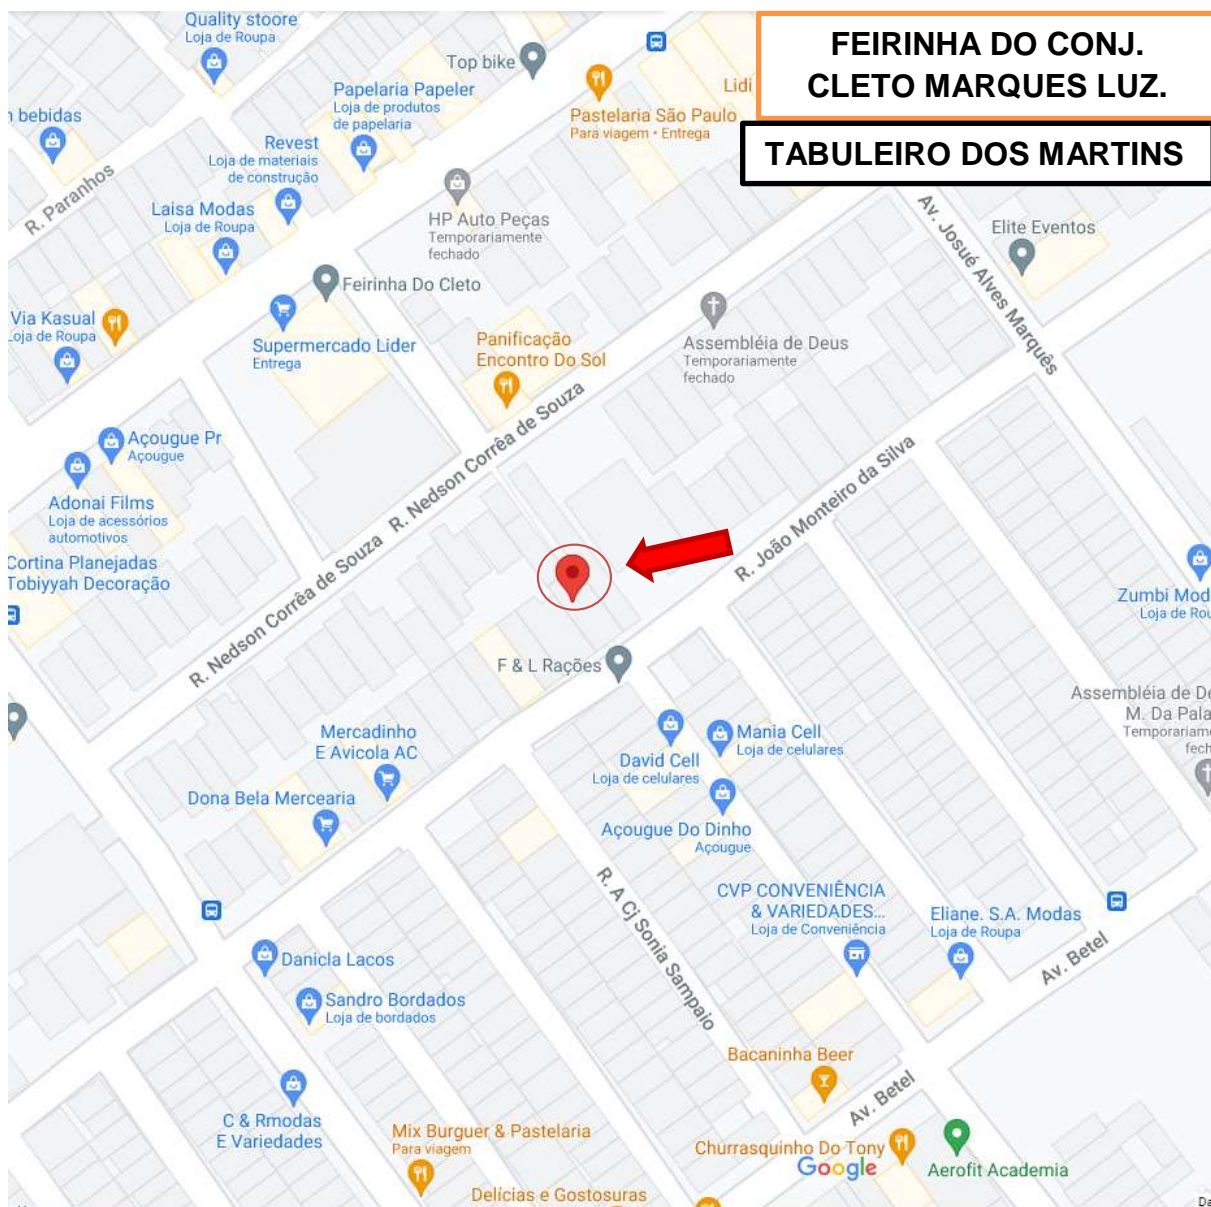 Quality stoore
Loja de Roupa
FEIRINHA DO CONJ.
CLETO MARQUES LUZ.
TABULEIRO DOS MARTINS
Top bike
Lidi
Papelaria Papeler
Loja de produtos
de papelaria
Pastelaria São Paulo
Para viagem • Entrega
bebidas
Revest
Loja de materiais
de construção
R. Paranhos
Laisa Modas
Loja de Roupa
HP Auto Peças
Temporariamente
fechado
Av. Josué Alves Marquês
Elite Eventos
Feirinha Do Cleto
Via Kasual
Loja de Roupa
Supermercado Lider
Entrega
Panificação
Encontro Do Sol
Assembléia de Deus
Temporariamente
fechado
Açougue Pr
Açougue
R. Nedson Corrêa de Souza
R. Nedson Corrêa de Souza
R. João Monteiro da Silva
Adonai Films
Loja de acessórios
automotivos
Cortina Planejadas
Tobiyyah Decoração
Zumbi Mod
Loja de Rou
F & L Rações
Assembléia de De
M. Da Pala
Temporariame
fech
Mercadinho
E Avicola AC
Mania Cell
Loja de celulares
David Cell
Loja de celulares
Dona Bela Mercearia
Açougue Do Dinho
Açougue
R. A Cj Sonia Sampaio
CVP CONVENIÊNCIA
& VARIEDADES...
Loja de Conveniência
Eliane. S.A. Modas
Loja de Roupa
Av. Betel
Danicla Lacos
Sandro Bordados
Loja de bordados
Bacaninha Beer
Av. Betel
C & Rmodas
E Variedades
Mix Burguer & Pastelaria
Para viagem
Churrasquinho Do Tony
Google
Aerofit Academia
Delícias e Gostosuras
Da